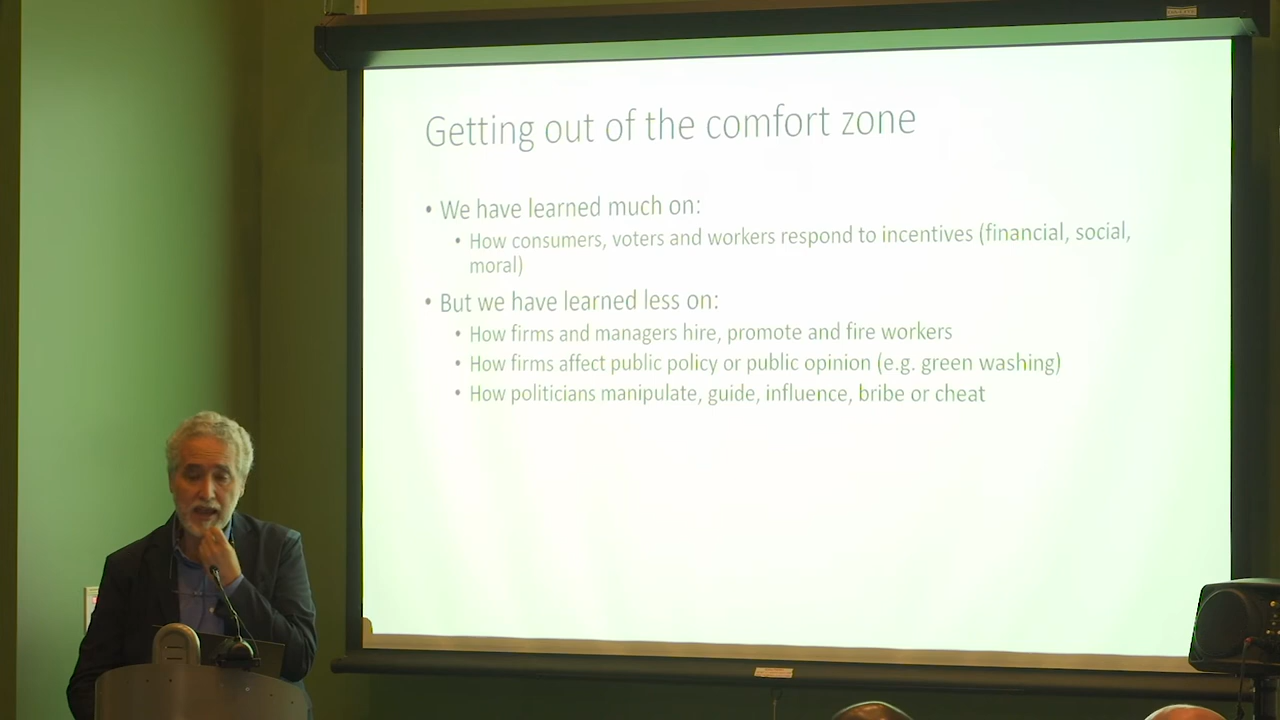 Getting out of the comfort zone
• We have learned much on:
• How consumers, voters and workers respond to incentives (financial, social,
moral)
• But we have learned less on:
• How firms and managers hire, promote and fire workers
• How firms affect public policy or public opinion (e.g. green washing)
• How politicians manipulate, guide, influence, bribe or cheat